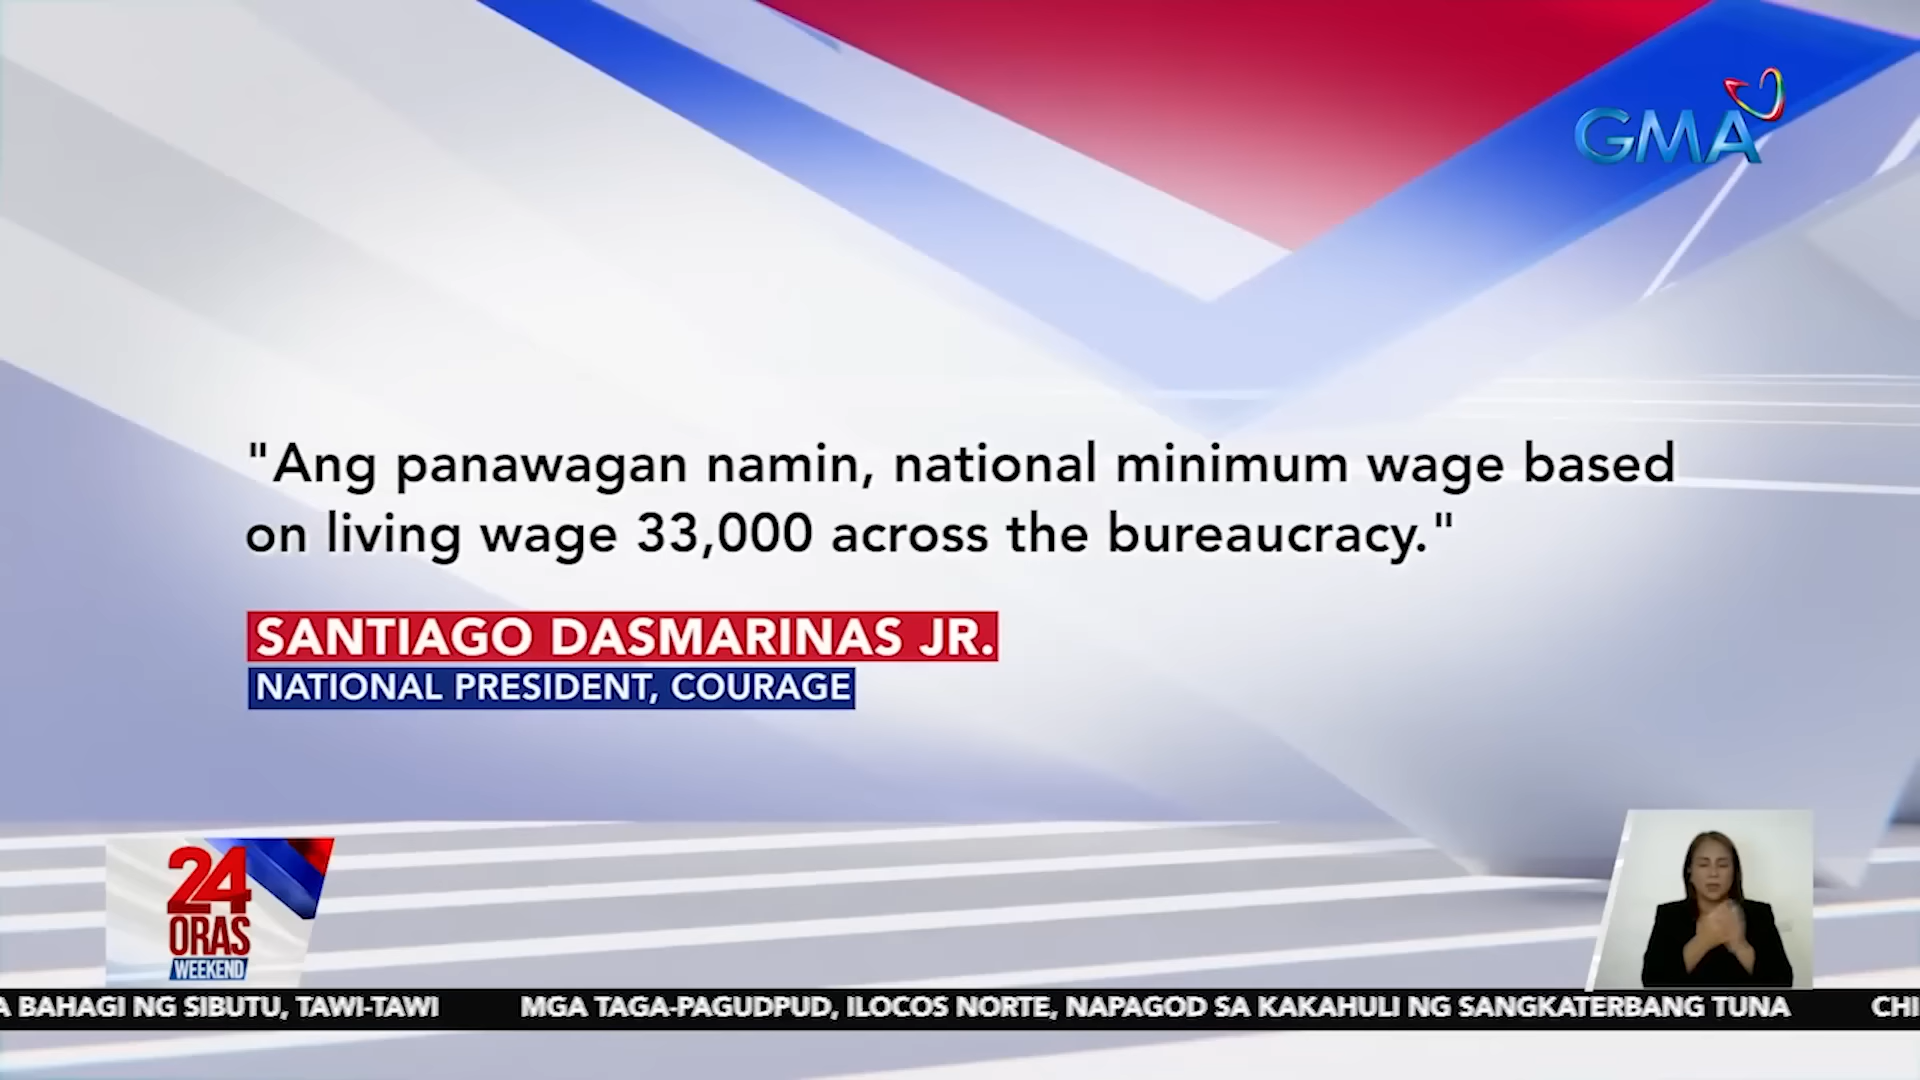 GMA
"Ang panawagan namin, national minimum wage based
on living wage 33,000 across the bureaucracy."
SANTIAGO DASMARINAS JR.
NATIONAL PRESIDENT, COURAGE
24
ORAS
WEEKEND
A BAHAGI NG SIBUTU, TAWI-TAWI MGA TAGA-PAGUDPUD, ILOCOS NORTE, NAPAGOD SA KAKAHULI NG SANGKATERBANG TUNA CHI